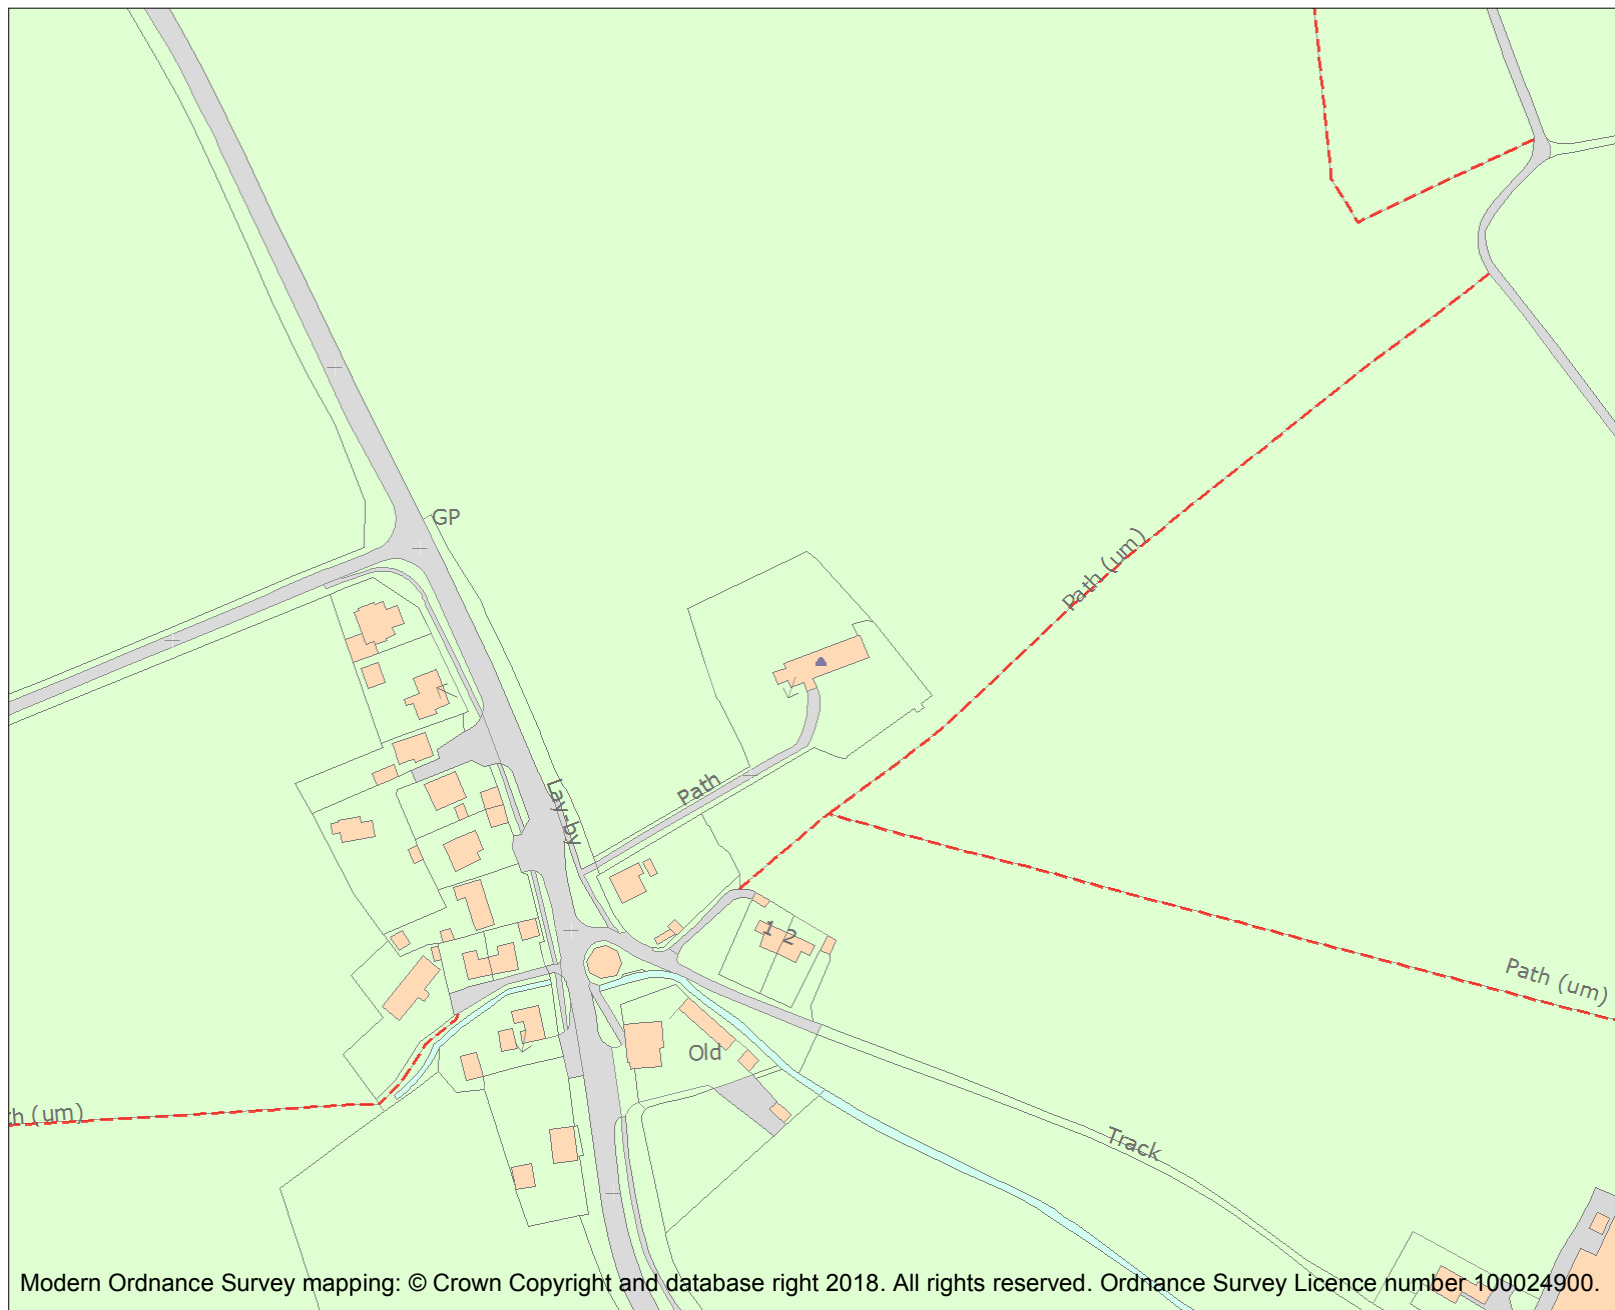 GP
Path (um)
Path
Lay-by
1 2
Path (um)
Old
th (um)
Track
Modern Ordnance Survey mapping: © Crown Copyright and database right 2018. All rights reserved. Ordnance Survey Licence number 100024900.